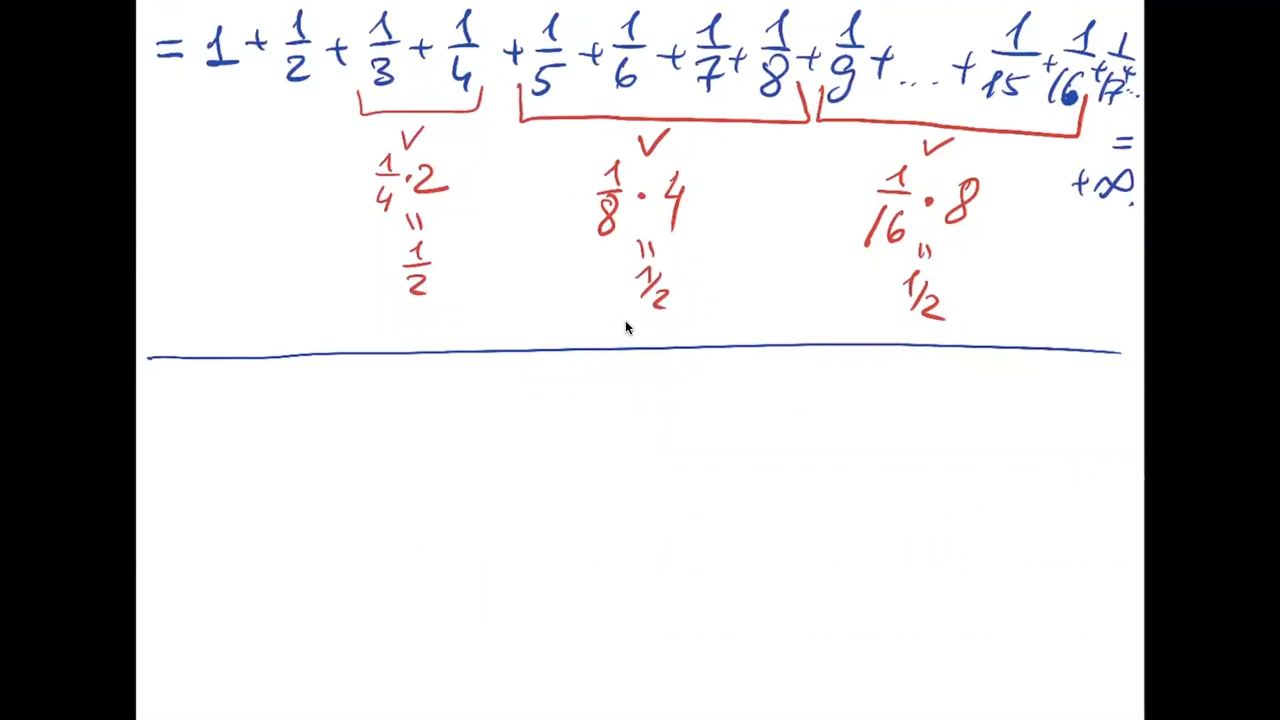 = 1 + 1/2 + 1/3 + 1/4 + 1/5 + 1/6 + 1/7 + 1/8 + 1/9 + .... + 1/15 + 1/16 + 1/17 + ...
=
+∞.
∨ ∨ ∨
1/4 · 2 1/8 · 4 1/16 · 8
= = =
1/2 1/2 1/2